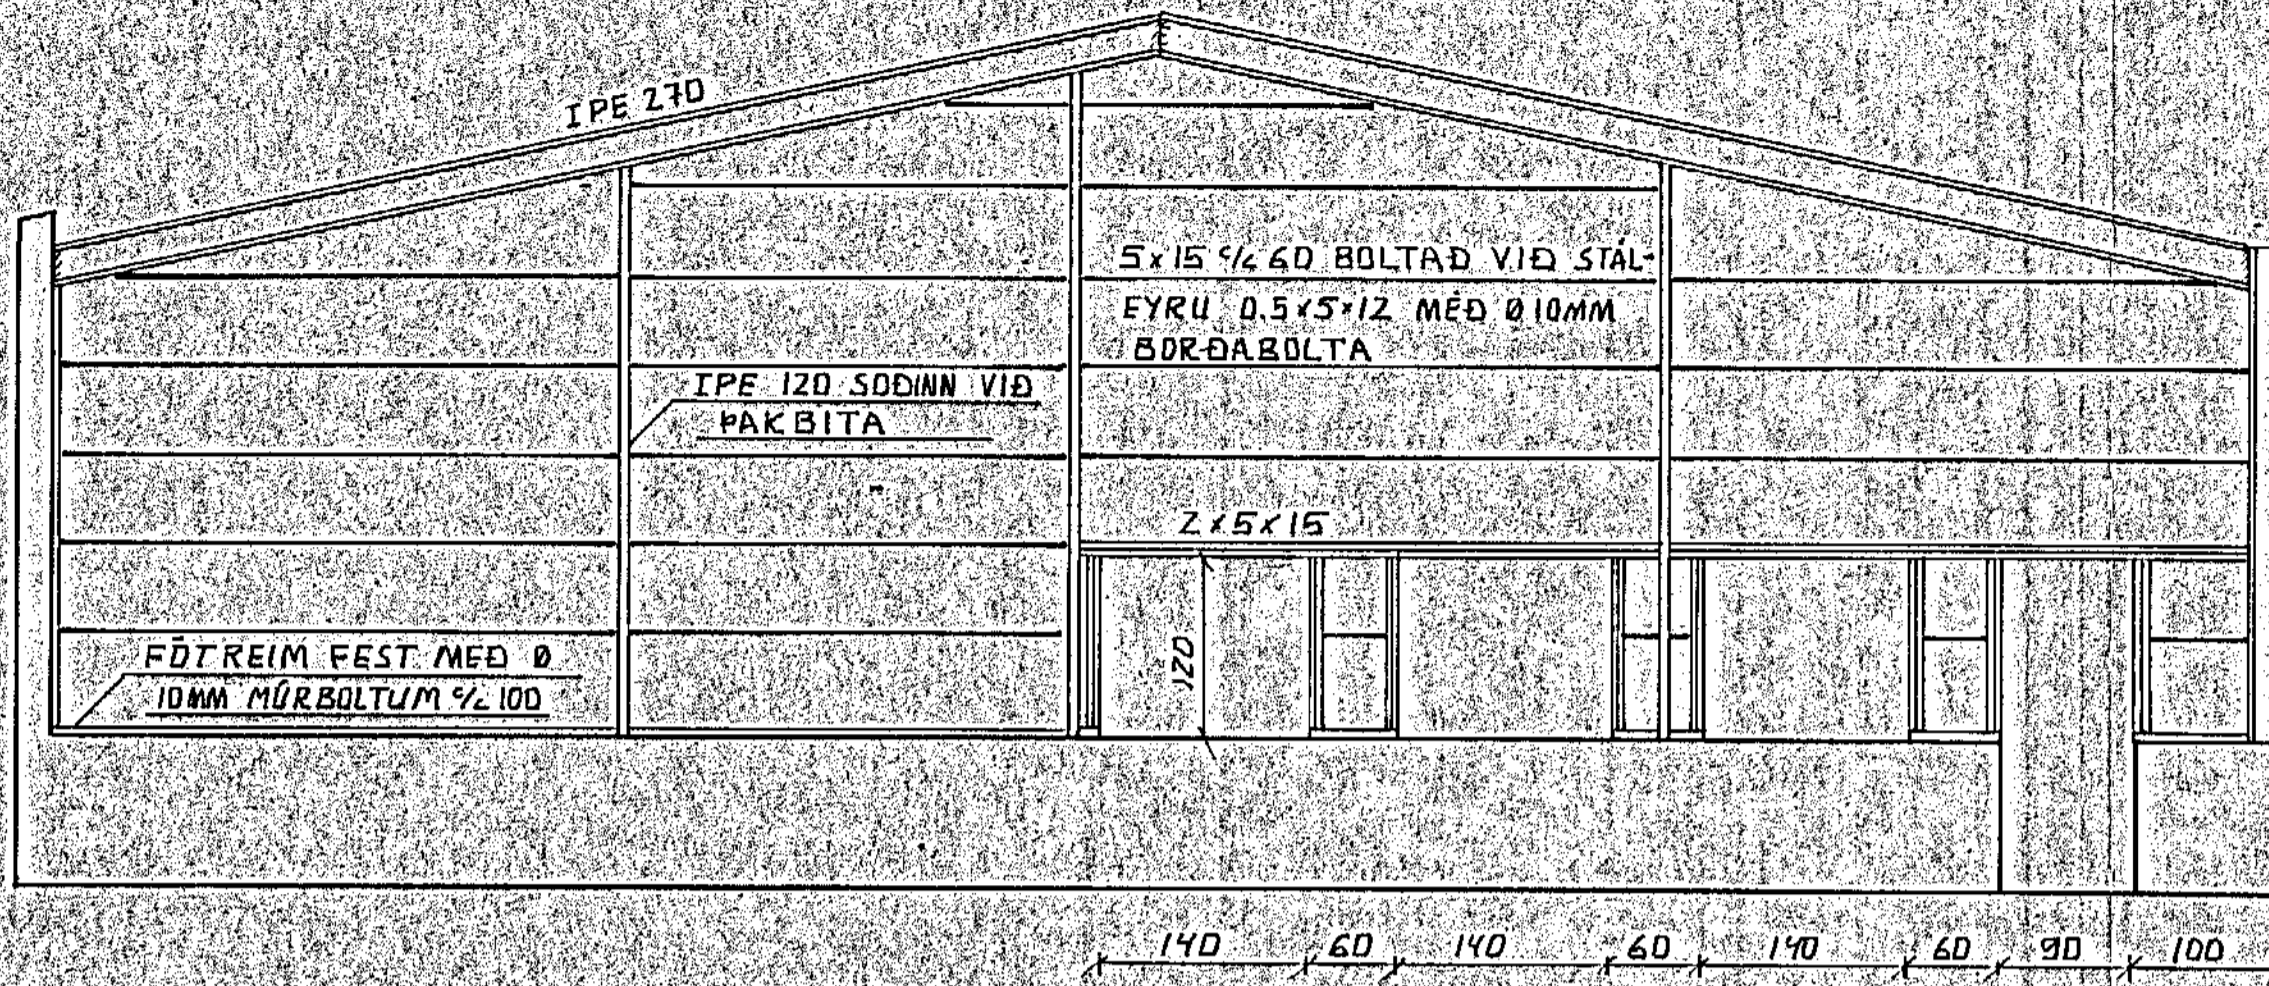 IPE 270
5x15 c/c 60 BOLTAÐ VIÐ STÁL-
EYRU 0.5x5x12 MEÐ Ø10MM
BORÐABOLTA
IPE 120 SOÐINN VIÐ
ÞAKBITA
2x5x15
120
FÓTREIM FEST MEÐ Ø
10MM MÚRBOLTUM c/c 100
140 60 140 60 140 60 90 100